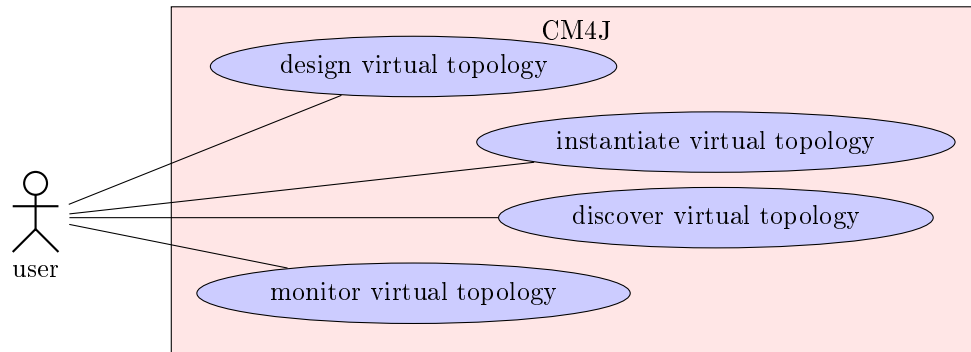 CM4J
design virtual topology
instantiate virtual topology
discover virtual topology
user
monitor virtual topology